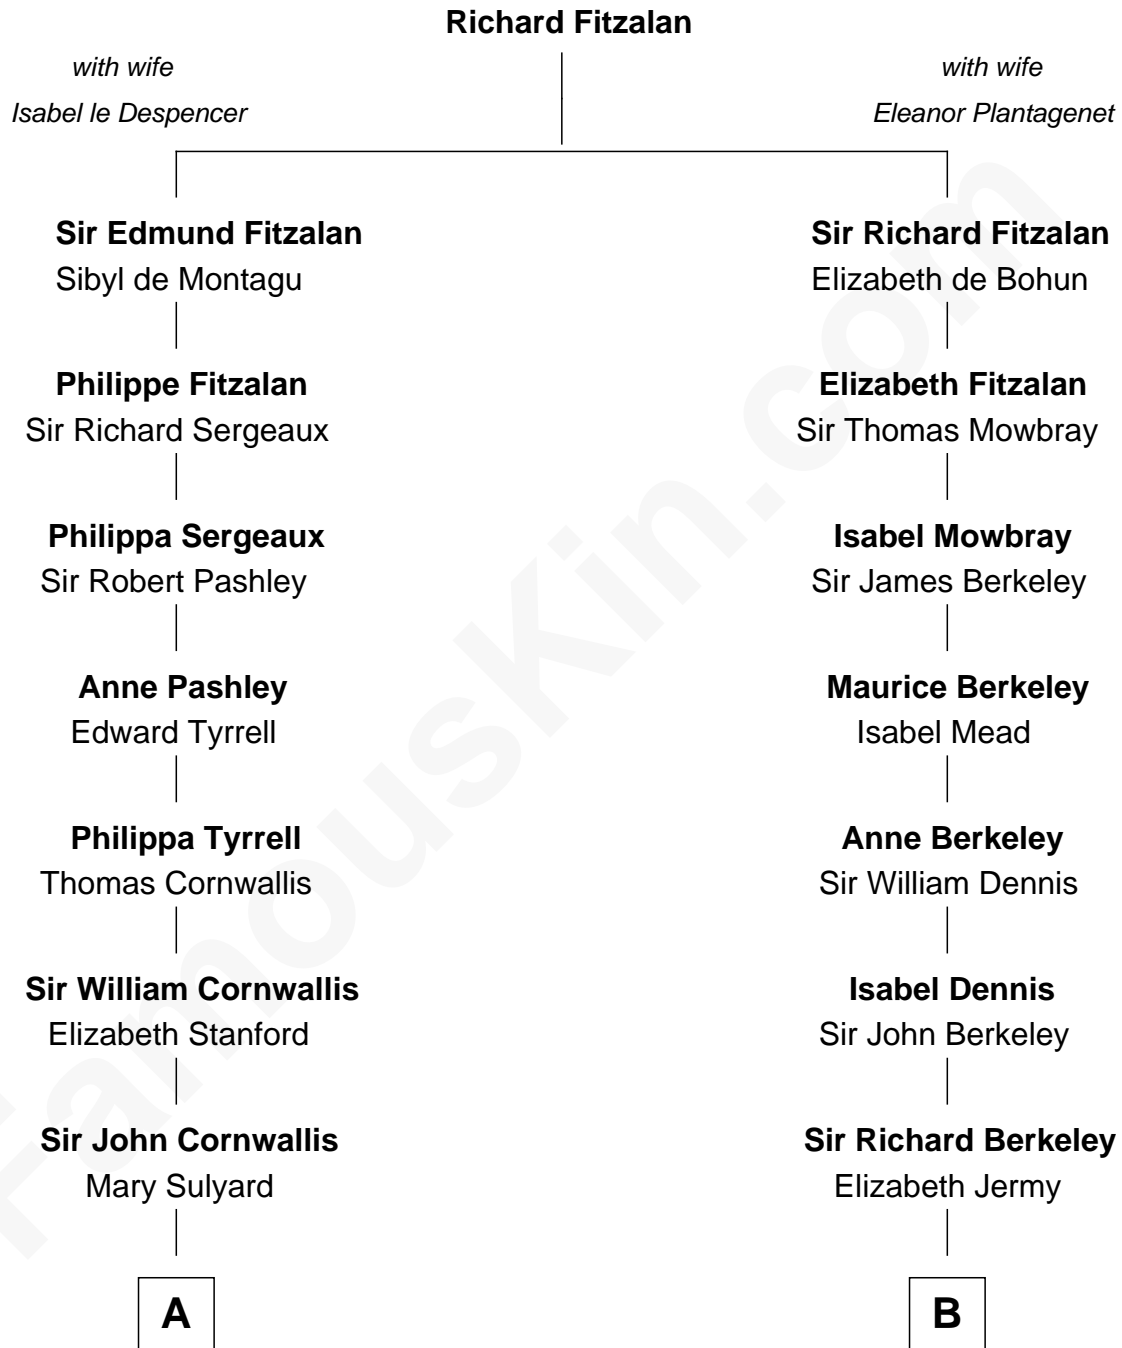 Richard Fitzalan
with wife
Isabel le Despencer
with wife
Eleanor Plantagenet
Sir Edmund Fitzalan
Sibyl de Montagu
Sir Richard Fitzalan
Elizabeth de Bohun
Philippe Fitzalan
Sir Richard Sergeaux
Elizabeth Fitzalan
Sir Thomas Mowbray
Philippa Sergeaux
Sir Robert Pashley
Isabel Mowbray
Sir James Berkeley
Anne Pashley
Edward Tyrrell
Maurice Berkeley
Isabel Mead
Philippa Tyrrell
Thomas Cornwallis
Anne Berkeley
Sir William Dennis
Sir William Cornwallis
Elizabeth Stanford
Isabel Dennis
Sir John Berkeley
Sir John Cornwallis
Mary Sulyard
Sir Richard Berkeley
Elizabeth Jermy
A
B
FamousKin.com